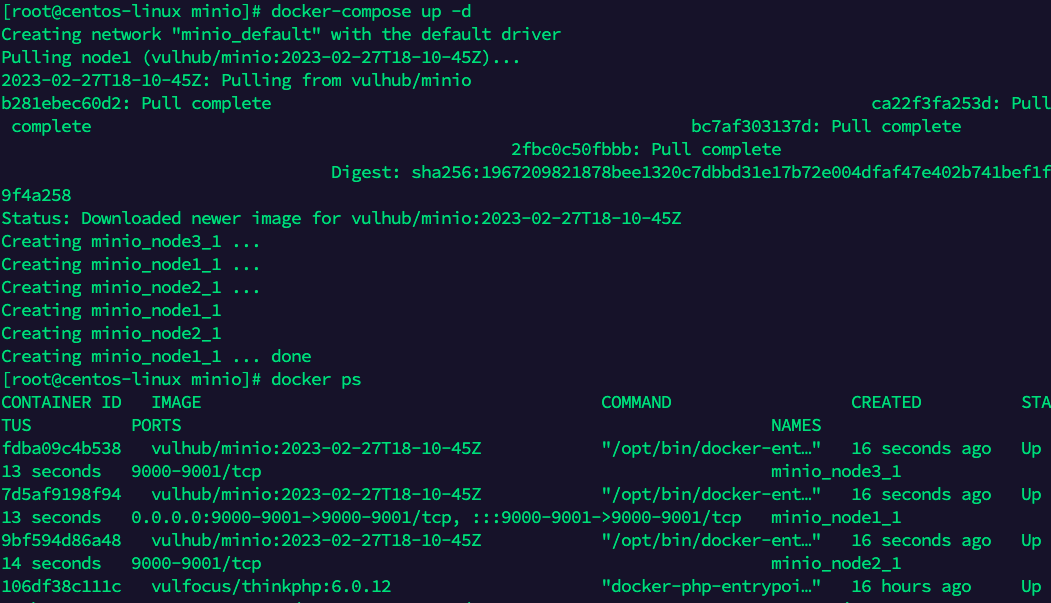 [root@centos-linux minio]# docker-compose up -d
Creating network "minio_default" with the default driver
Pulling node1 (vulhub/minio:2023-02-27T18-10-45Z)...
2023-02-27T18-10-45Z: Pulling from vulhub/minio
b281ebec60d2: Pull complete ca22f3fa253d: Pull
complete bc7af303137d: Pull complete
2fbc0c50fbbb: Pull complete
Digest: sha256:1967209821878bee1320c7dbbd31e17b72e004dfaf47e402b741bef1f
9f4a258
Status: Downloaded newer image for vulhub/minio:2023-02-27T18-10-45Z
Creating minio_node3_1 ...
Creating minio_node1_1 ...
Creating minio_node2_1 ...
Creating minio_node1_1
Creating minio_node2_1
Creating minio_node1_1 ... done
[root@centos-linux minio]# docker ps
CONTAINER ID IMAGE COMMAND CREATED STA
TUS PORTS NAMES
fdba09c4b538 vulhub/minio:2023-02-27T18-10-45Z "/opt/bin/docker-ent…" 16 seconds ago Up
13 seconds 9000-9001/tcp minio_node3_1
7d5af9198f94 vulhub/minio:2023-02-27T18-10-45Z "/opt/bin/docker-ent…" 16 seconds ago Up
13 seconds 0.0.0.0:9000-9001->9000-9001/tcp, :::9000-9001->9000-9001/tcp minio_node1_1
9bf594d86a48 vulhub/minio:2023-02-27T18-10-45Z "/opt/bin/docker-ent…" 16 seconds ago Up
14 seconds 9000-9001/tcp minio_node2_1
106df38c111c vulfocus/thinkphp:6.0.12 "docker-php-entrypoi…" 16 hours ago Up